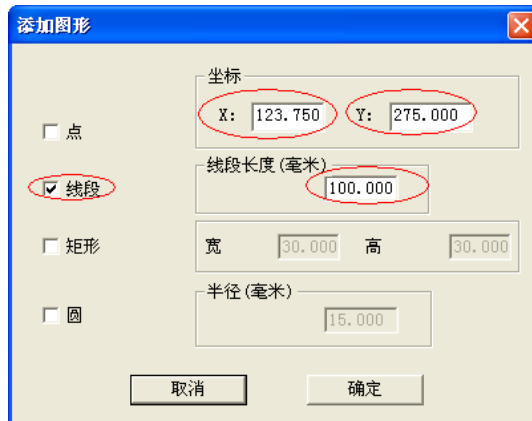 添加图形
坐标
点
X: 123.750 Y: 275.000
线段长度(毫米)
线段
100.000
矩形
宽 30.000 高 30.000
半径(毫米)
圆
15.000
取消 确定